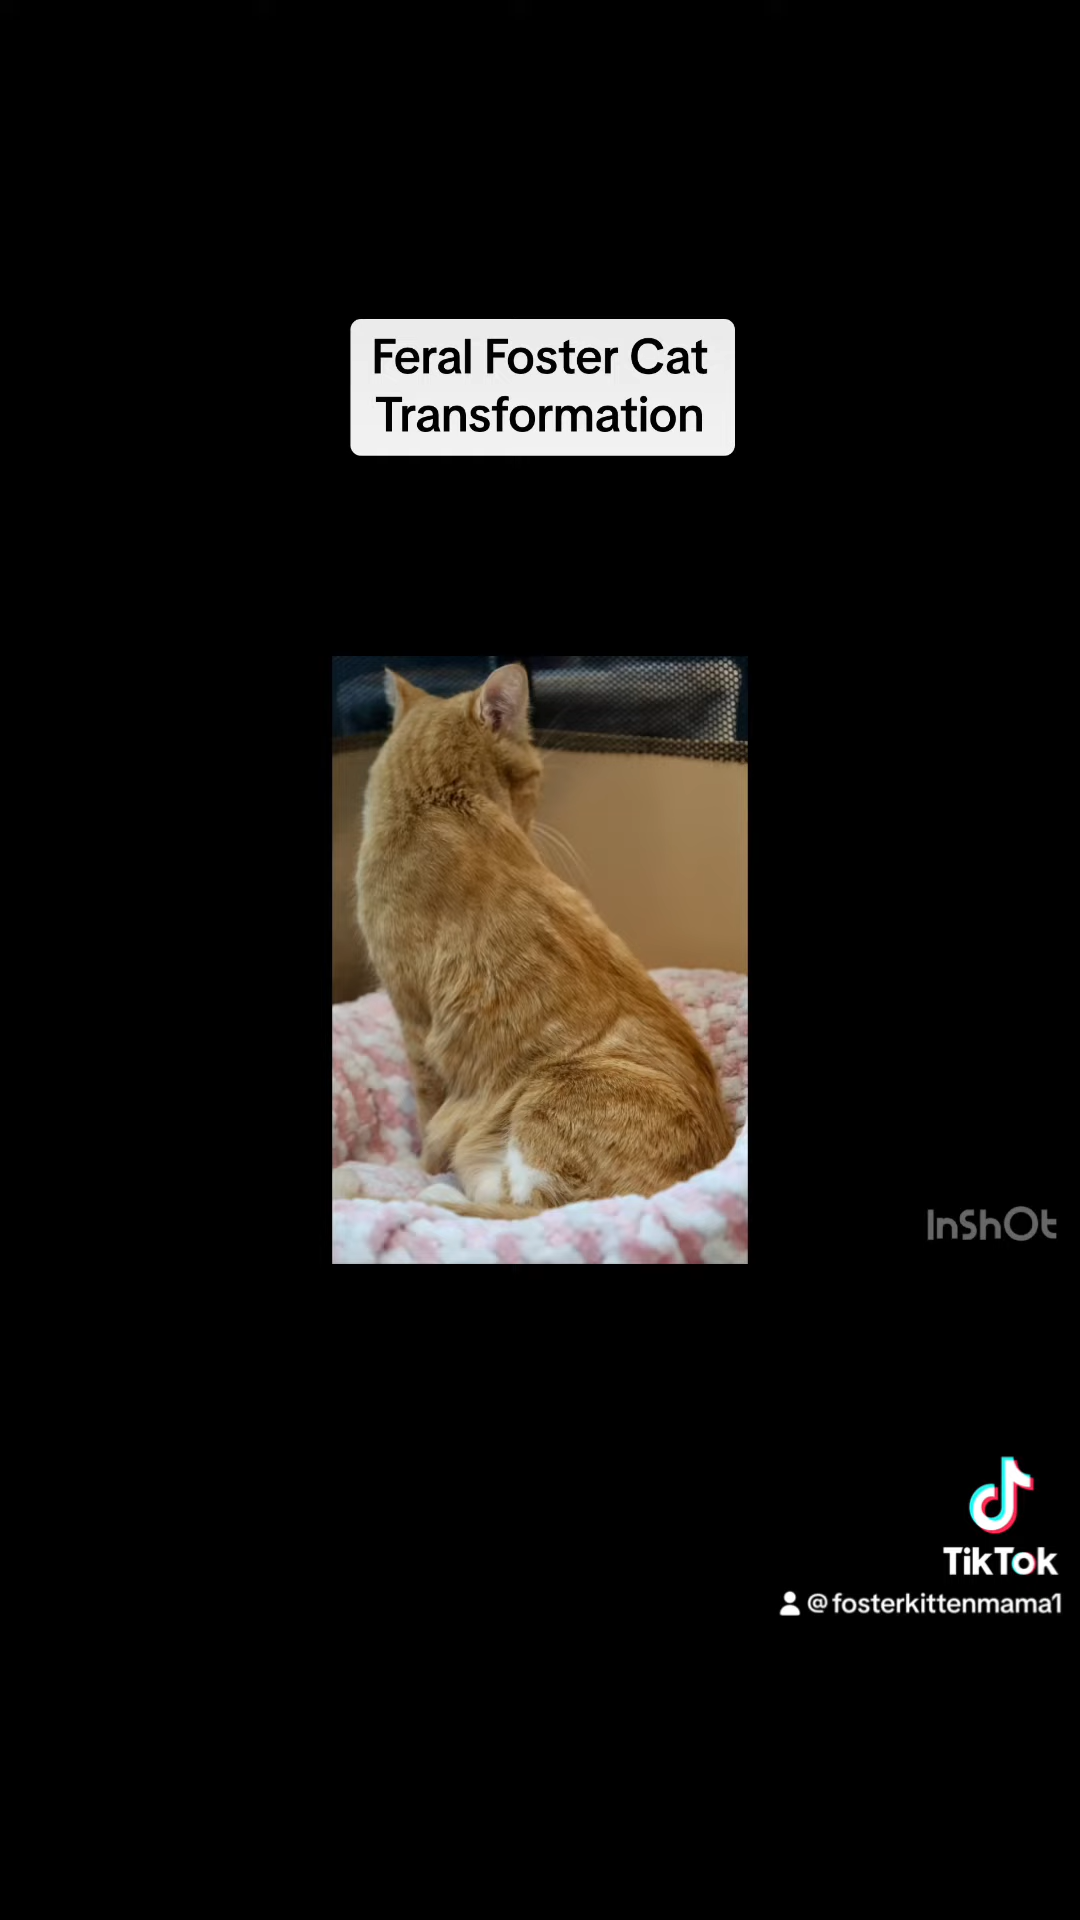 Feral Foster Cat
Transformation
InShOt
TikTok
@fosterkittenmama1